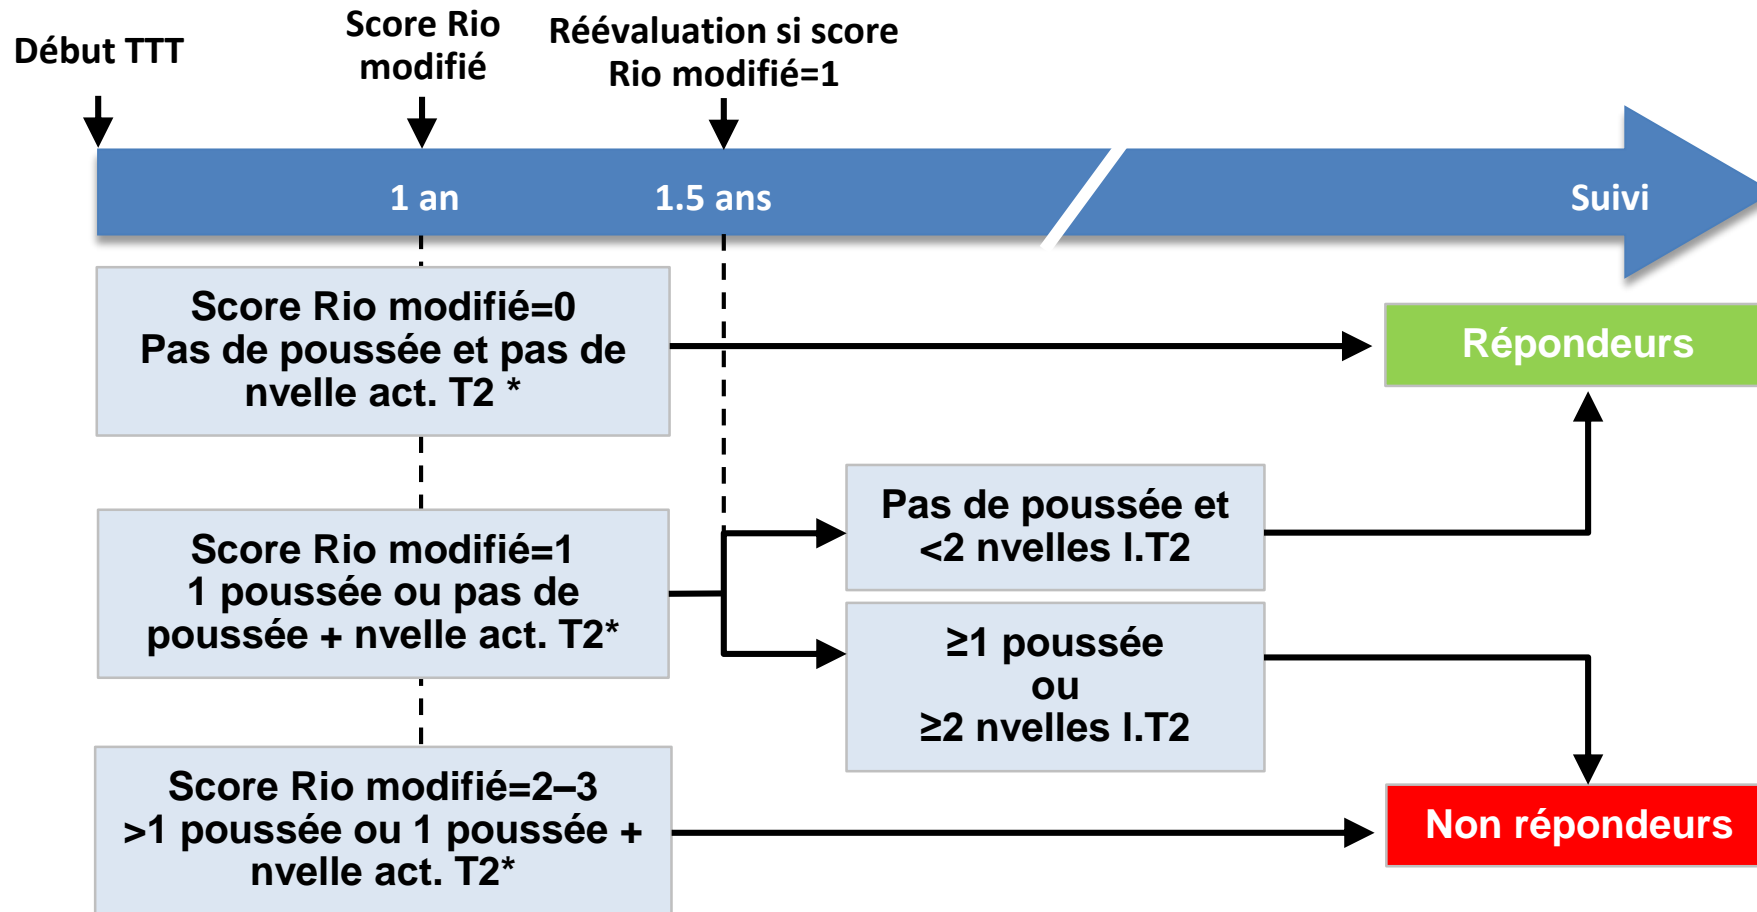 Début TTT
Score Rio
modifié
Réévaluation si score
Rio modifié=1
1 an
1.5 ans
Suivi
Score Rio modifié=0
Pas de poussée et pas de
nvelle act. T2 *
Répondeurs
Score Rio modifié=1
1 poussée ou pas de
poussée + nvelle act. T2*
Pas de poussée et
<2 nvelles l.T2
≥1 poussée
ou
≥2 nvelles l.T2
Score Rio modifié=2–3
>1 poussée ou 1 poussée +
nvelle act. T2*
Non répondeurs